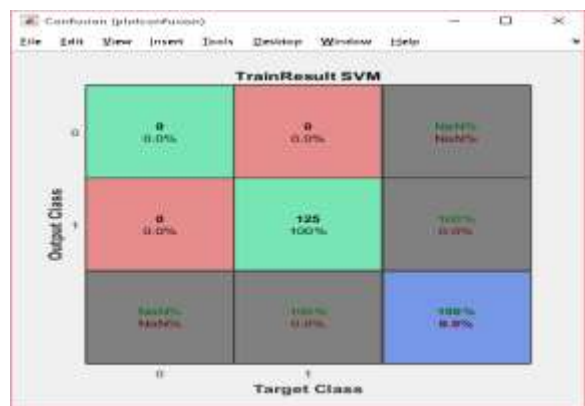 Confusion (plotconfusion)
File Edit View Insert Tools Desktop Window Help
TrainResult SVM
0 0 0 NaN%
0.0% 0.0% NaN%
Output Class
1 0 125 100%
0.0% 100% 0.0%
NaN% 100% 100%
NaN% 0.0% 0.0%
0 1
Target Class